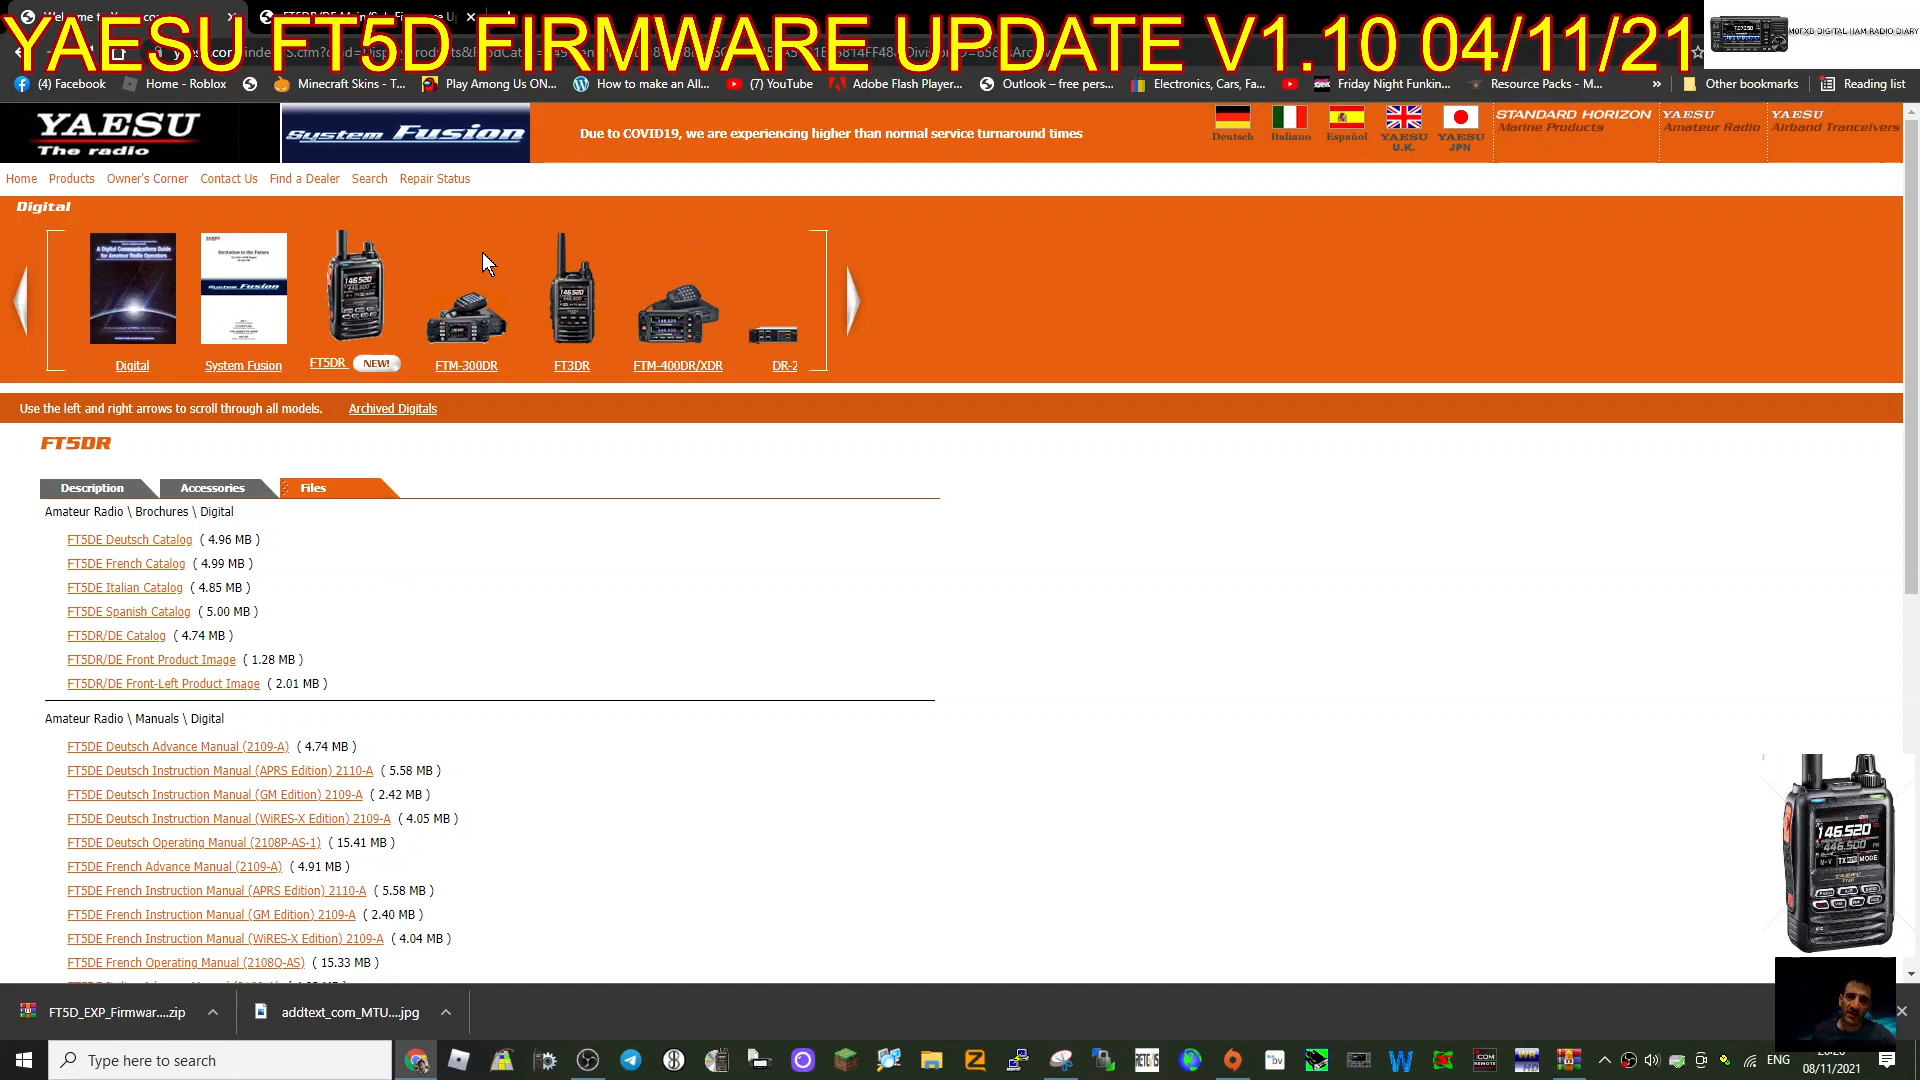 YAESU FT5D FIRMWARE UPDATE V1.10 04/11/21
M0FXB DIGITAL HAM RADIO DIARY
(4) Facebook
Home - Roblox
Minecraft Skins - T...
Play Among Us ON...
How to make an All...
(7) YouTube
Adobe Flash Player...
Outlook – free pers...
Electronics, Cars, Fa...
Friday Night Funkin...
Resource Packs - M...
»
Other bookmarks
Reading list
YAESU
The radio
System Fusion
Due to COVID19, we are experiencing higher than normal service turnaround times
Deutsch
Italiano
Español
YAESU U.K.
YAESU JPN
STANDARD HORIZON
Marine Products
YAESU
Amateur Radio
YAESU
Airband Tranceivers
Home Products Owner's Corner Contact Us Find a Dealer Search Repair Status
Digital
Digital
System Fusion
FT5DR NEW!
FTM-300DR
FT3DR
FTM-400DR/XDR
DR-2
Use the left and right arrows to scroll through all models. Archived Digitals
FT5DR
Description Accessories Files
Amateur Radio \ Brochures \ Digital
FT5DE Deutsch Catalog ( 4.96 MB )
FT5DE French Catalog ( 4.99 MB )
FT5DE Italian Catalog ( 4.85 MB )
FT5DE Spanish Catalog ( 5.00 MB )
FT5DR/DE Catalog ( 4.74 MB )
FT5DR/DE Front Product Image ( 1.28 MB )
FT5DR/DE Front-Left Product Image ( 2.01 MB )
Amateur Radio \ Manuals \ Digital
FT5DE Deutsch Advance Manual (2109-A) ( 4.74 MB )
FT5DE Deutsch Instruction Manual (APRS Edition) 2110-A ( 5.58 MB )
FT5DE Deutsch Instruction Manual (GM Edition) 2109-A ( 2.42 MB )
FT5DE Deutsch Instruction Manual (WiRES-X Edition) 2109-A ( 4.05 MB )
FT5DE Deutsch Operating Manual (2108P-AS-1) ( 15.41 MB )
FT5DE French Advance Manual (2109-A) ( 4.91 MB )
FT5DE French Instruction Manual (APRS Edition) 2110-A ( 5.58 MB )
FT5DE French Instruction Manual (GM Edition) 2109-A ( 2.40 MB )
FT5DE French Instruction Manual (WiRES-X Edition) 2109-A ( 4.04 MB )
FT5DE French Operating Manual (2108Q-AS) ( 15.33 MB )
146.520
446.500
MODE
FT5D_EXP_Firmwar....zip
addtext_com_MTU....jpg
Type here to search
ENG
08/11/2021